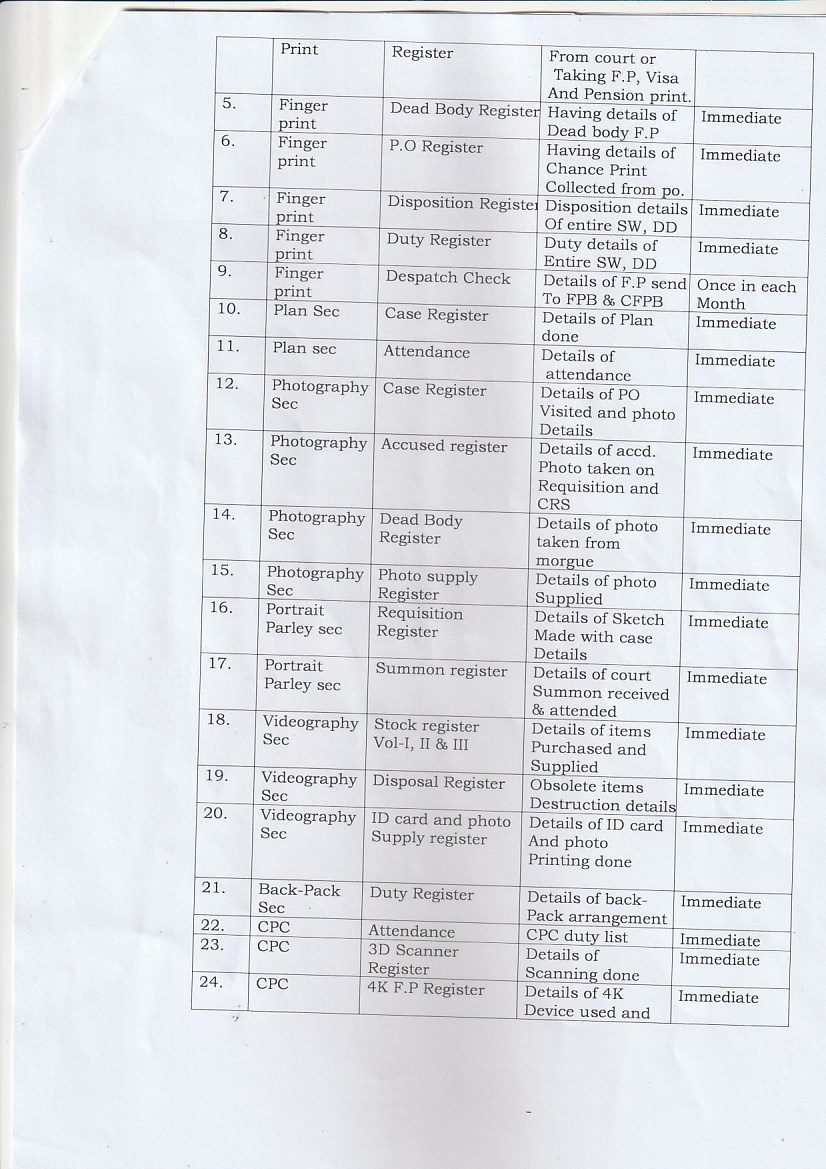 Print Register From court or
Taking F.P, Visa
And Pension print.
5. Finger Dead Body Register Having details of Immediate
print Dead body F.P
6. Finger P.O Register Having details of Immediate
print Chance Print
Collected from po.
7. Finger Disposition Register Disposition details Immediate
print Of entire SW, DD
8. Finger Duty Register Duty details of Immediate
print Entire SW, DD
9. Finger Despatch Check Details of F.P send Once in each
print To FPB & CFPB Month
10. Plan Sec Case Register Details of Plan Immediate
done
11. Plan sec Attendance Details of Immediate
attendance
12. Photography Case Register Details of PO Immediate
Sec Visited and photo
Details
13. Photography Accused register Details of accd. Immediate
Sec Photo taken on
Requisition and
CRS
14. Photography Dead Body Details of photo Immediate
Sec Register taken from
morgue
15. Photography Photo supply Details of photo Immediate
Sec Register Supplied
16. Portrait Requisition Details of Sketch Immediate
Parley sec Register Made with case
Details
17. Portrait Summon register Details of court Immediate
Parley sec Summon received
& attended
18. Videography Stock register Details of items Immediate
Sec Vol-I, II & III Purchased and
Supplied
19. Videography Disposal Register Obsolete items Immediate
Sec Destruction details
20. Videography ID card and photo Details of ID card Immediate
Sec Supply register And photo
Printing done
21. Back-Pack Duty Register Details of back- Immediate
Sec Pack arrangement
22. CPC Attendance CPC duty list Immediate
23. CPC 3D Scanner Details of Immediate
Register Scanning done
24. CPC 4K F.P Register Details of 4K Immediate
Device used and